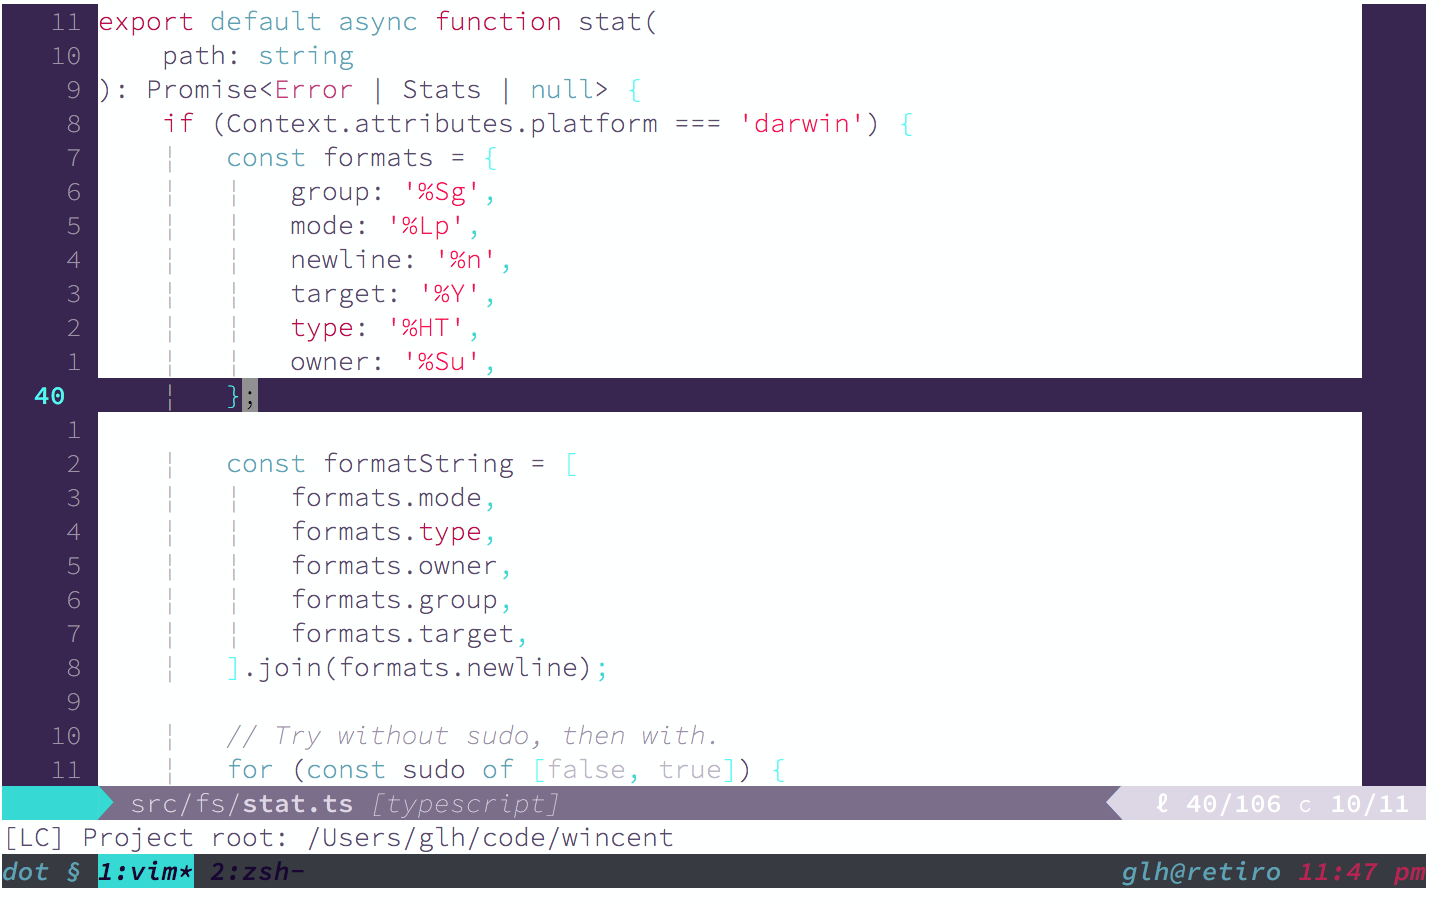 11 export default async function stat(
10     path: string
9 ): Promise<Error | Stats | null> {
8     if (Context.attributes.platform === 'darwin') {
7     ¦   const formats = {
6     ¦   ¦   group: '%Sg',
5     ¦   ¦   mode: '%Lp',
4     ¦   ¦   newline: '%n',
3     ¦   ¦   target: '%Y',
2     ¦   ¦   type: '%HT',
1     ¦   ¦   owner: '%Su',
40     ¦   };
1
2     ¦   const formatString = [
3     ¦   ¦   formats.mode,
4     ¦   ¦   formats.type,
5     ¦   ¦   formats.owner,
6     ¦   ¦   formats.group,
7     ¦   ¦   formats.target,
8     ¦   ].join(formats.newline);
9
10     ¦   // Try without sudo, then with.
11     ¦   for (const sudo of [false, true]) {
src/fs/stat.ts [typescript] ℓ 40/106 c 10/11
[LC] Project root: /Users/glh/code/wincent
dot § 1:vim* 2:zsh- glh@retiro 11:47 pm